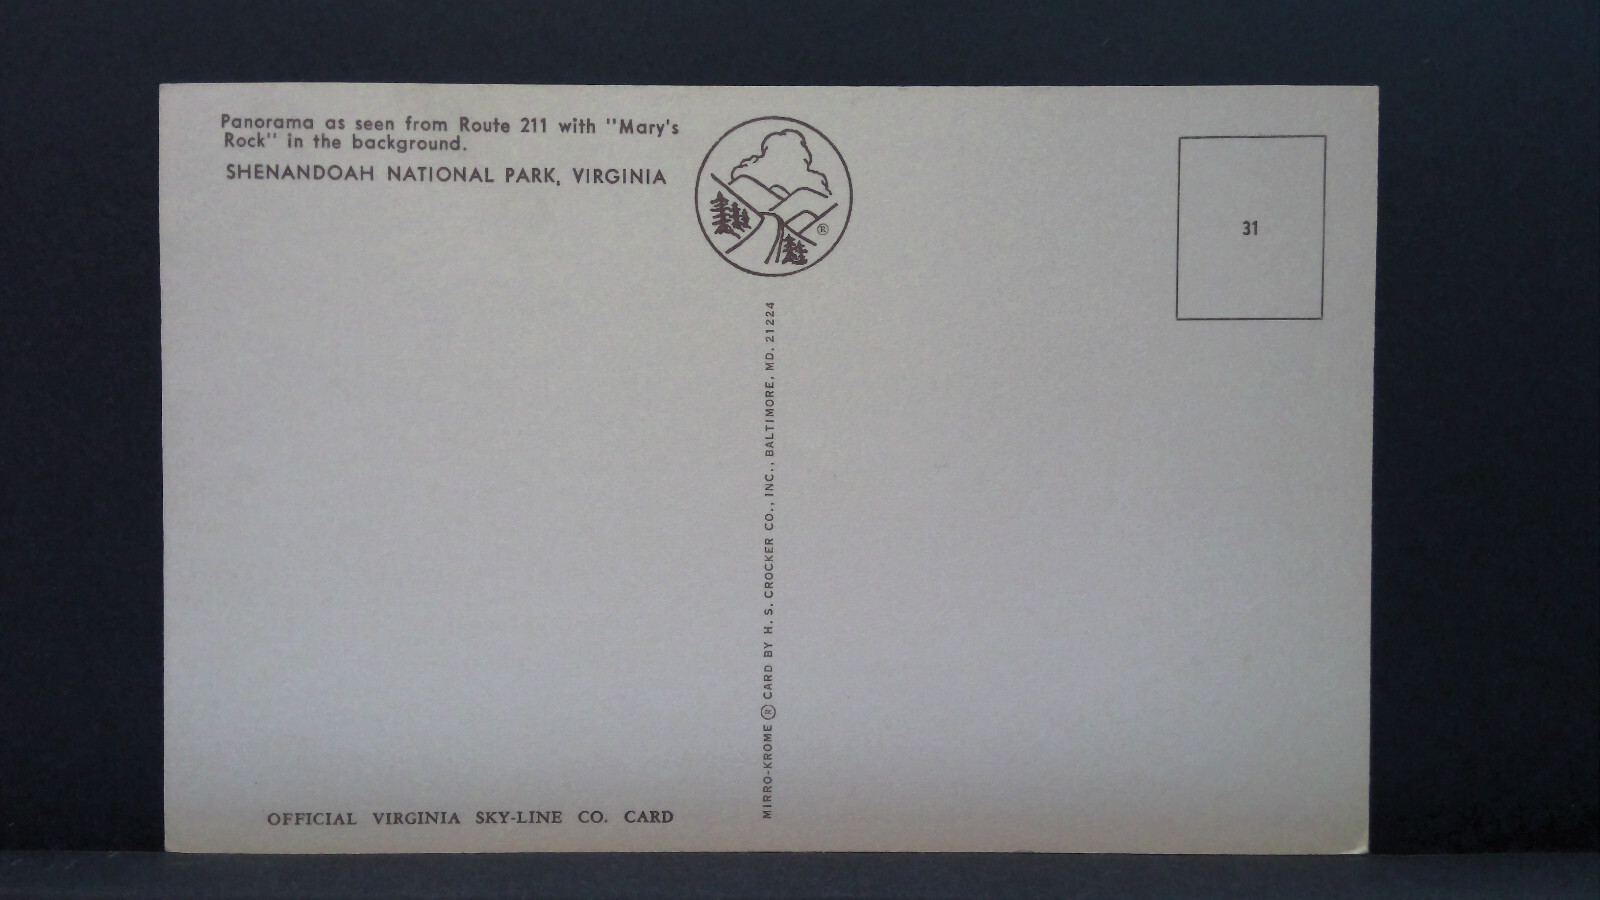 Panorama as seen from Route 211 with "Mary's
Rock" in the background.
SHENANDOAH NATIONAL PARK, VIRGINIA
®
31
MIRRO-KROME ® CARD BY H. S. CROCKER CO., INC., BALTIMORE, MD. 21224
OFFICIAL VIRGINIA SKY-LINE CO. CARD